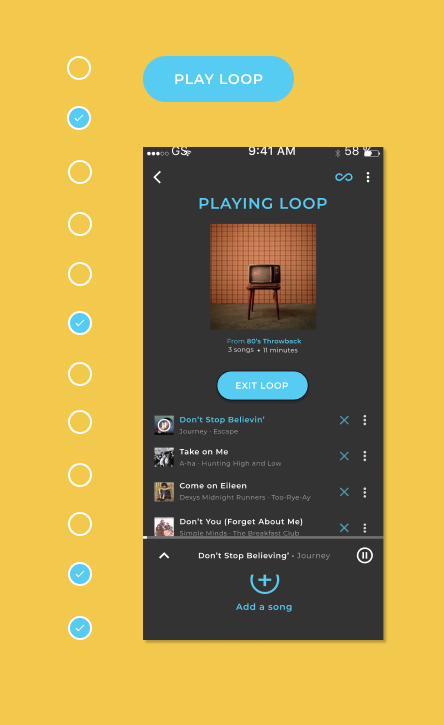 PLAY LOOP
GS
9:41 AM
58 %
PLAYING LOOP
From 80's Throwback
3 songs • 11 minutes
EXIT LOOP
Don't Stop Believin'
Journey · Escape
Take on Me
A-ha · Hunting High and Low
Come on Eileen
Dexys Midnight Runners · Too-Rye-Ay
Don't You (Forget About Me)
Simple Minds · The Breakfast Club
Don't Stop Believing' • Journey
Add a song